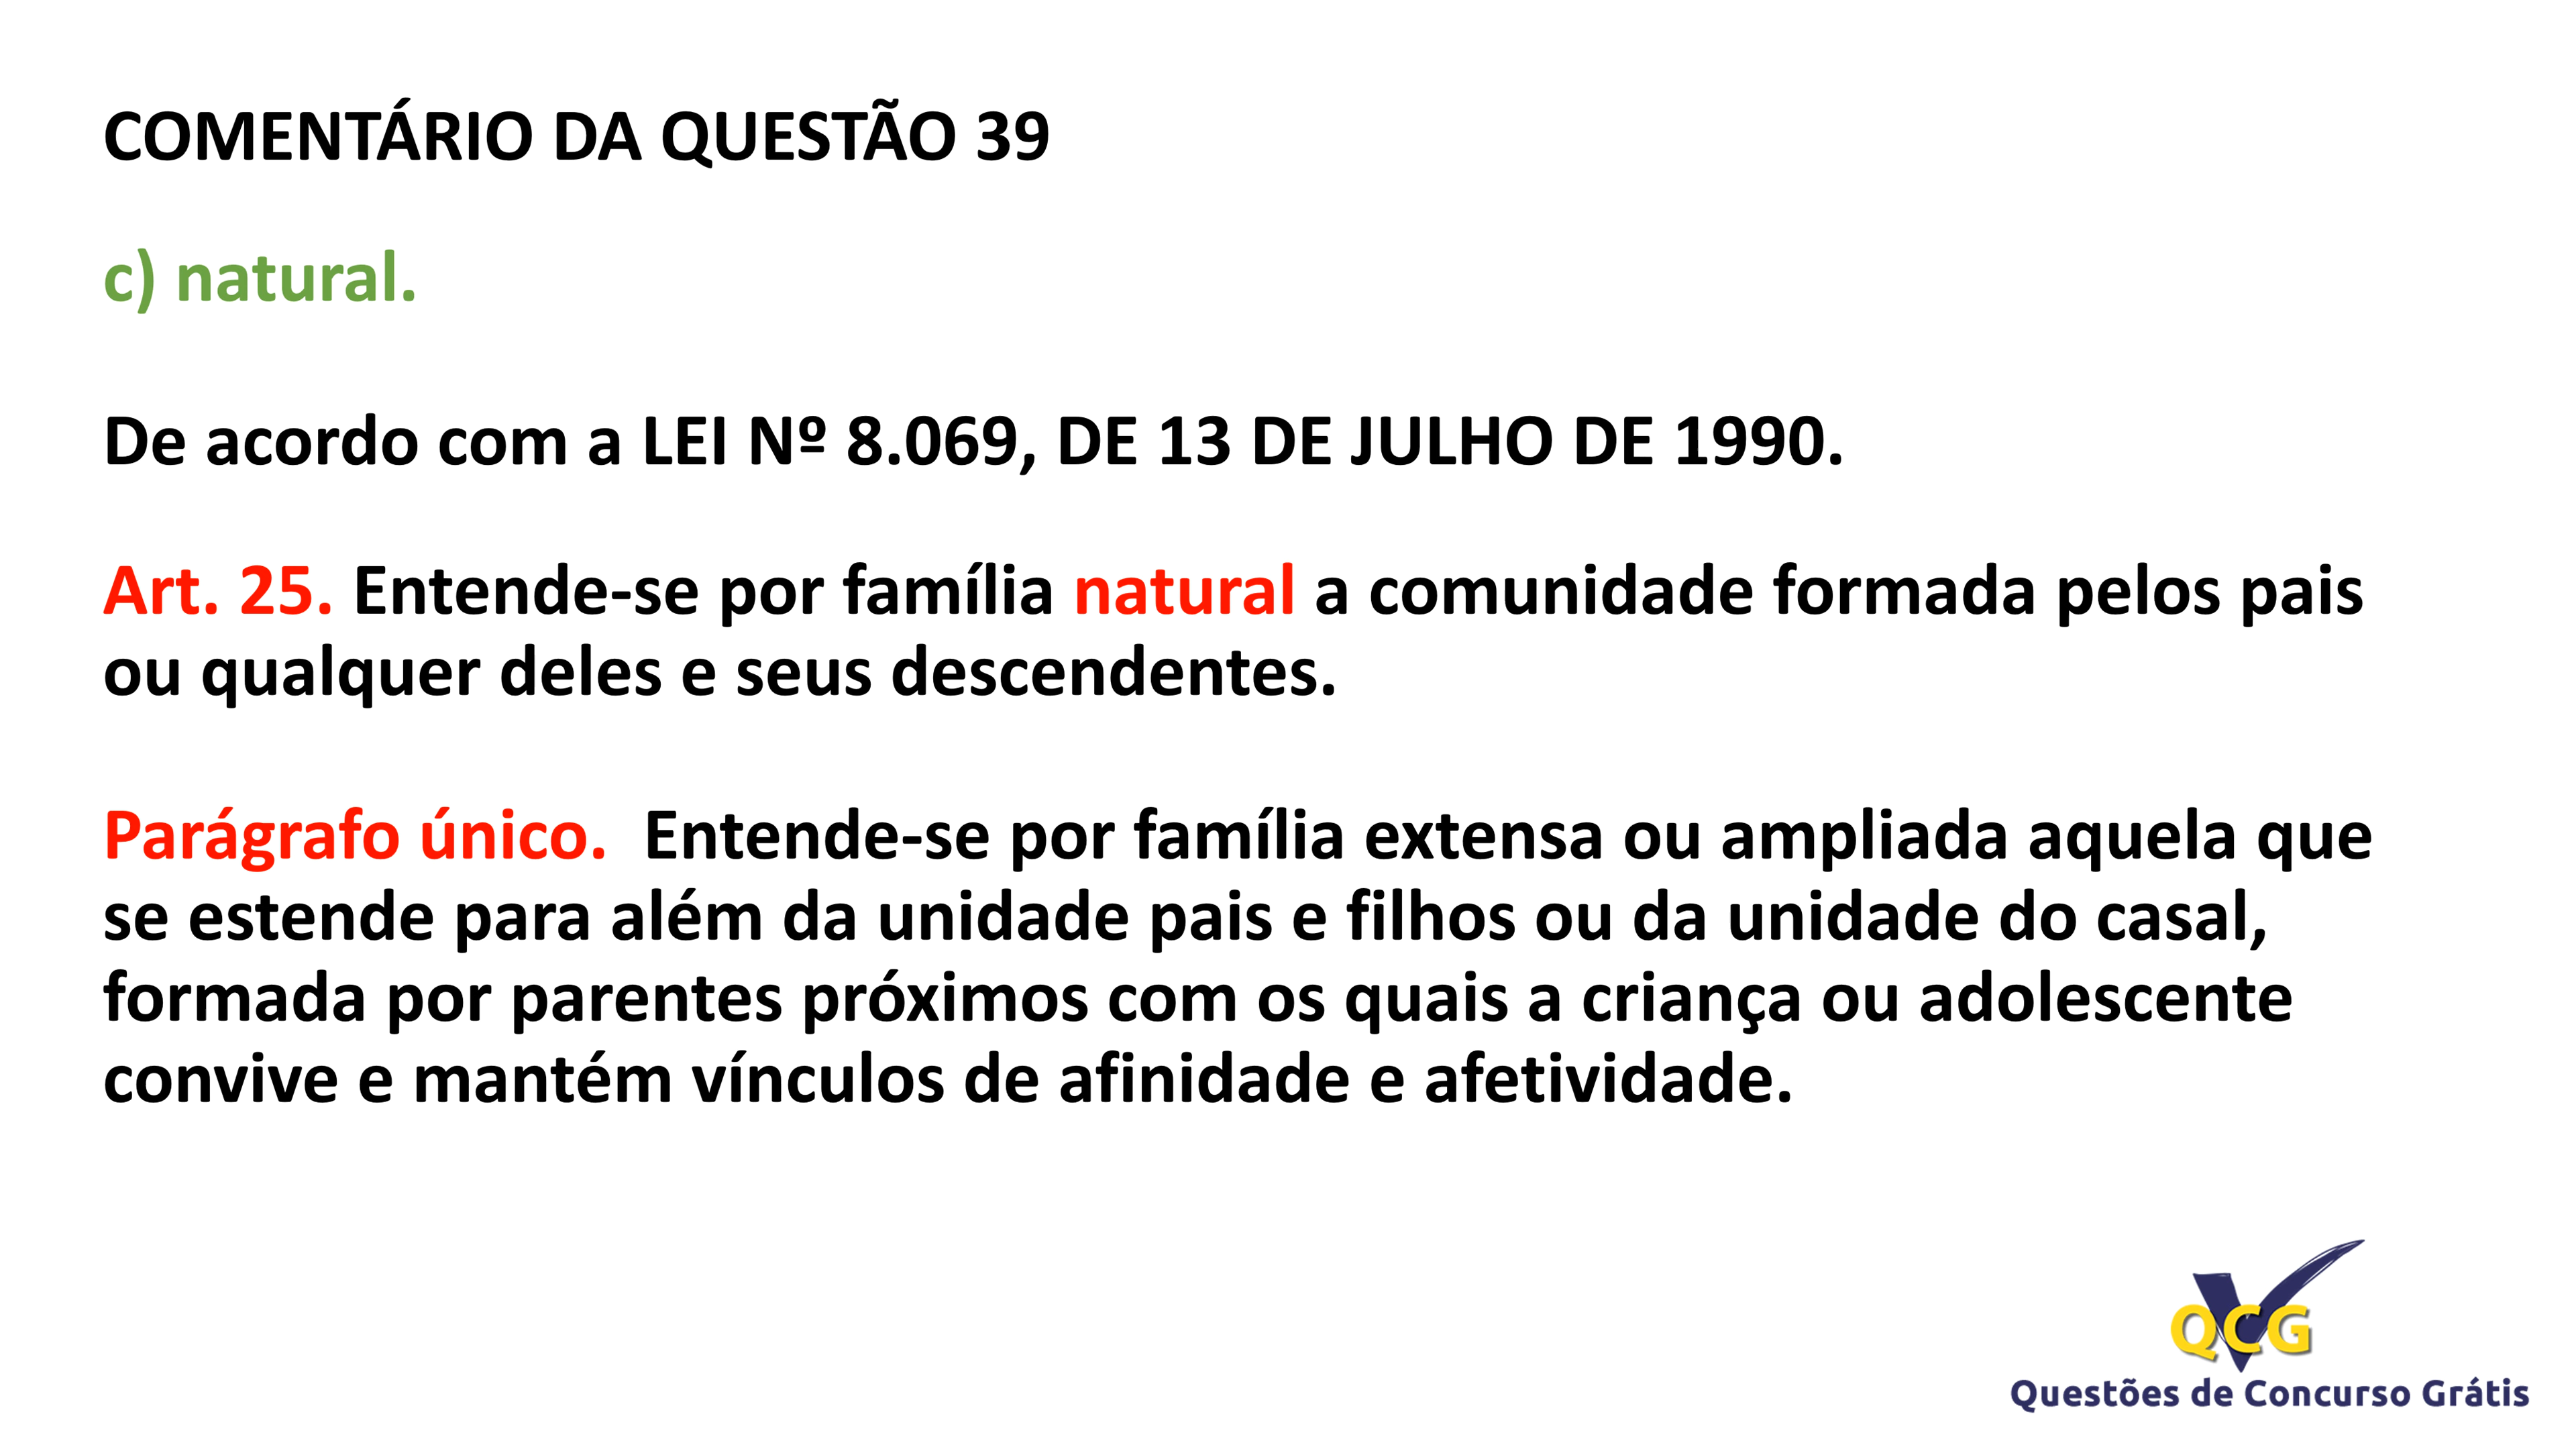 COMENTÁRIO DA QUESTÃO 39
c) natural.
De acordo com a LEI Nº 8.069, DE 13 DE JULHO DE 1990.
Art. 25. Entende-se por família natural a comunidade formada pelos pais
ou qualquer deles e seus descendentes.
Parágrafo único.  Entende-se por família extensa ou ampliada aquela que
se estende para além da unidade pais e filhos ou da unidade do casal,
formada por parentes próximos com os quais a criança ou adolescente
convive e mantém vínculos de afinidade e afetividade.
QCG
Questões de Concurso Grátis